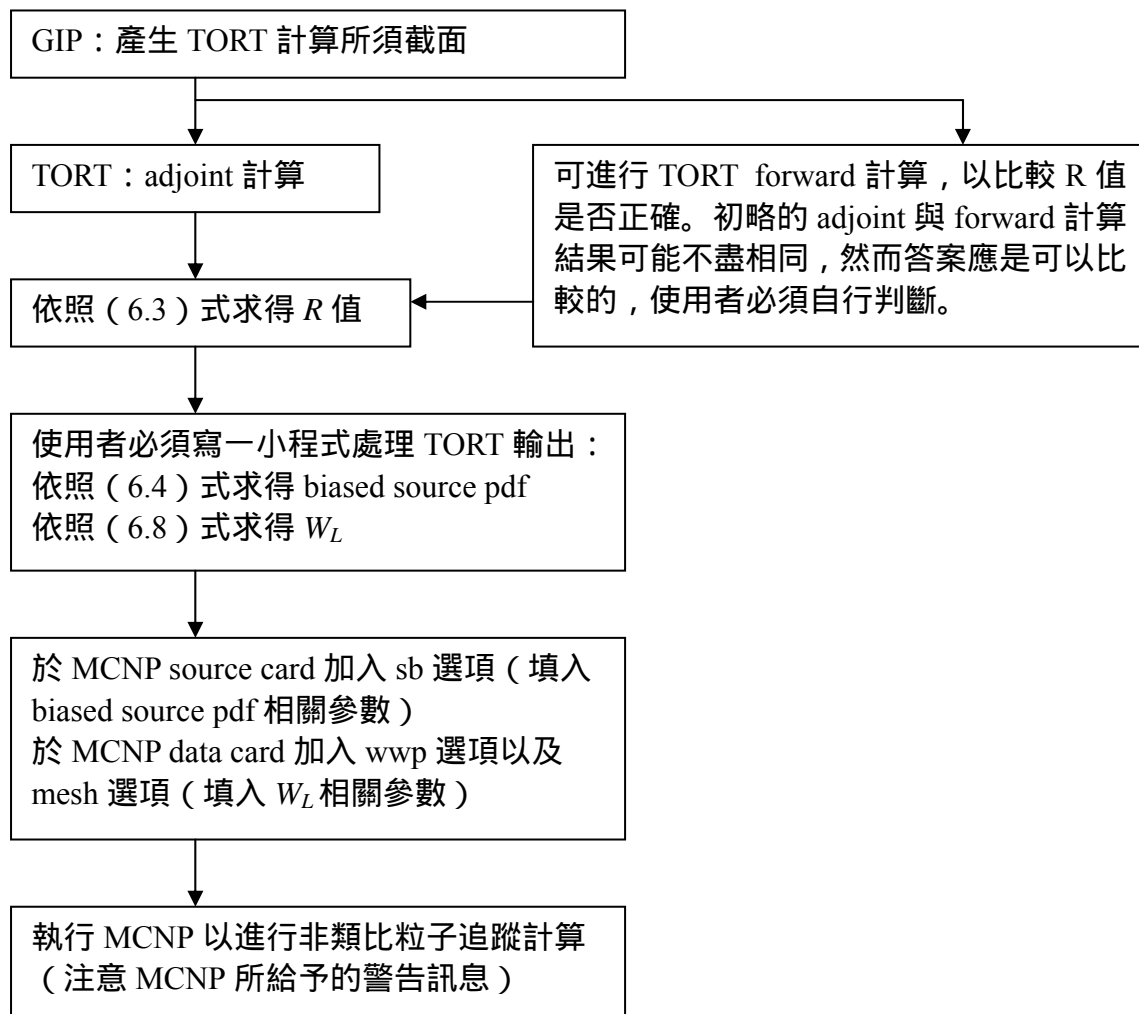 GIP：產生 TORT 計算所須截面
TORT：adjoint 計算
可進行 TORT forward 計算，以比較 R 值
是否正確。初略的 adjoint 與 forward 計算
結果可能不盡相同，然而答案應是可以比
較的，使用者必須自行判斷。
依照（6.3）式求得 R 值
使用者必須寫一小程式處理 TORT 輸出：
依照（6.4）式求得 biased source pdf
依照（6.8）式求得 W_L
於 MCNP source card 加入 sb 選項（填入
biased source pdf 相關參數）
於 MCNP data card 加入 wwp 選項以及
mesh 選項（填入 W_L 相關參數）
執行 MCNP 以進行非類比粒子追蹤計算
（注意 MCNP 所給予的警告訊息）